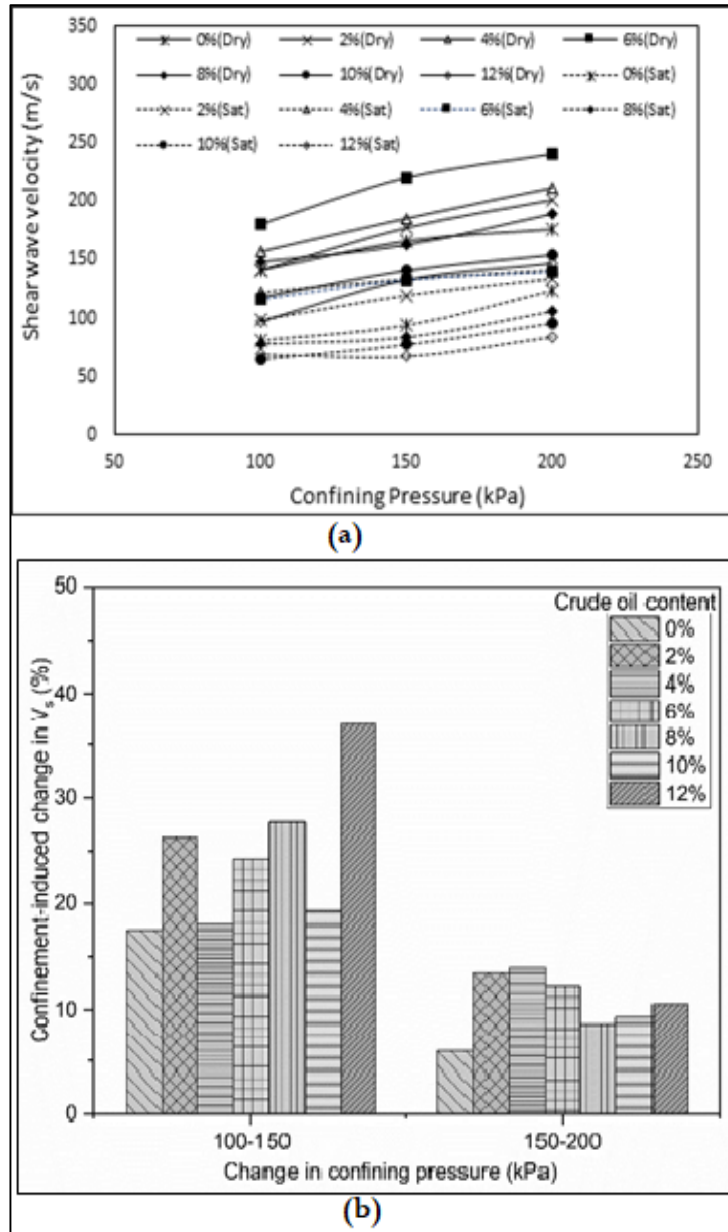 350
300
250
200
150
100
50
0
Shear wave velocity (m/s)
0%(Dry) 2%(Dry) 4%(Dry) 6%(Dry)
8%(Dry) 10%(Dry) 12%(Dry) 0%(Sat)
2%(Sat) 4%(Sat) 6%(Sat) 8%(Sat)
10%(Sat) 12%(Sat)
50 100 150 200 250
Confining Pressure (kPa)
(a)
50
40
30
20
10
0
Confinement-induced change in Vs (%)
Crude oil content
0%
2%
4%
6%
8%
10%
12%
100-150 150-200
Change in confining pressure (kPa)
(b)